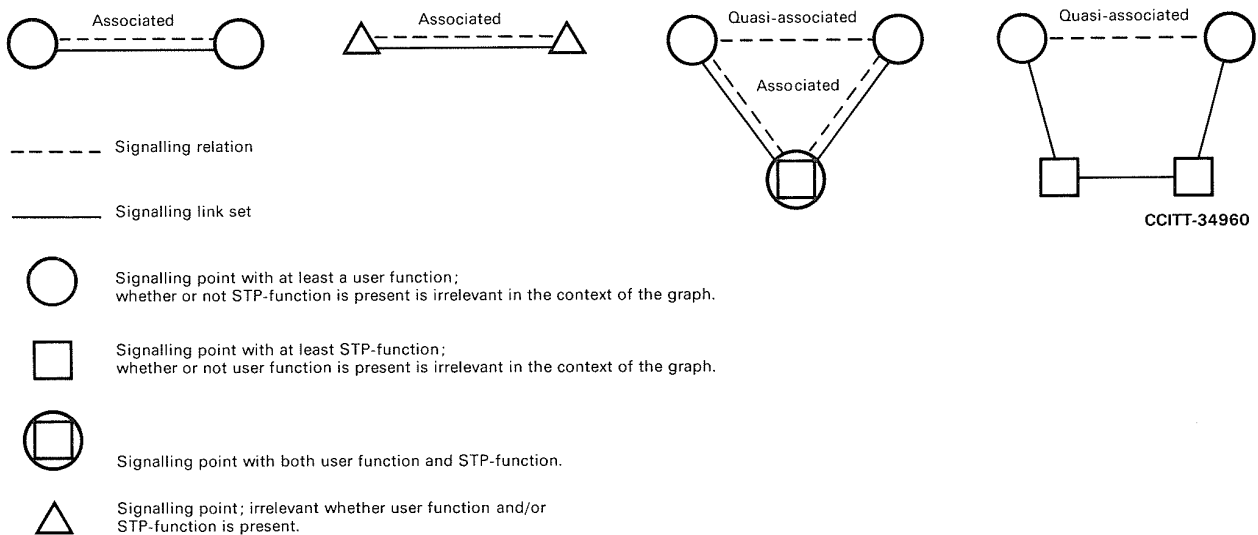 Associated
Associated
Quasi-associated
Quasi-associated
Associated
Signalling relation
Signalling link set
CCITT-34960
Signalling point with at least a user function;
whether or not STP-function is present is irrelevant in the context of the graph.
Signalling point with at least STP-function;
whether or not user function is present is irrelevant in the context of the graph.
Signalling point with both user function and STP-function.
Signalling point; irrelevant whether user function and/or
STP-function is present.